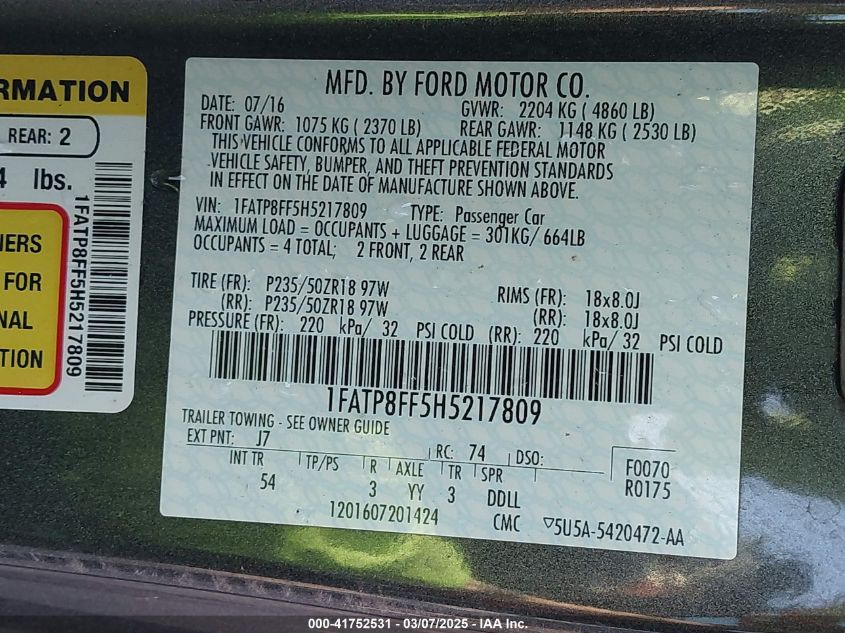 RMATION
REAR: 2
4 lbs.
NERS
FOR
NAL
TION
1FATP8FF5H5217809
MFD. BY FORD MOTOR CO.
DATE: 07/16 GVWR: 2204 KG ( 4860 LB)
FRONT GAWR: 1075 KG ( 2370 LB) REAR GAWR: 1148 KG ( 2530 LB)
THIS VEHICLE CONFORMS TO ALL APPLICABLE FEDERAL MOTOR
VEHICLE SAFETY, BUMPER, AND THEFT PREVENTION STANDARDS
IN EFFECT ON THE DATE OF MANUFACTURE SHOWN ABOVE.
VIN: 1FATP8FF5H5217809 TYPE: Passenger Car
MAXIMUM LOAD = OCCUPANTS + LUGGAGE = 301KG/ 664LB
OCCUPANTS = 4 TOTAL; 2 FRONT, 2 REAR
TIRE (FR): P235/50ZR18 97W RIMS (FR): 18x8.0J
(RR): P235/50ZR18 97W (RR): 18x8.0J
PRESSURE (FR): 220 kPa/ 32 PSI COLD (RR): 220 kPa/ 32 PSI COLD
1FATP8FF5H5217809
TRAILER TOWING - SEE OWNER GUIDE
EXT PNT: J7 RC: 74 DSO: F0070
INT TR TP/PS R AXLE TR SPR R0175
54 3 YY 3 DDLL
1201607201424 CMC ▽5U5A-5420472-AA
000-41752531 - 03/07/2025 - IAA Inc.